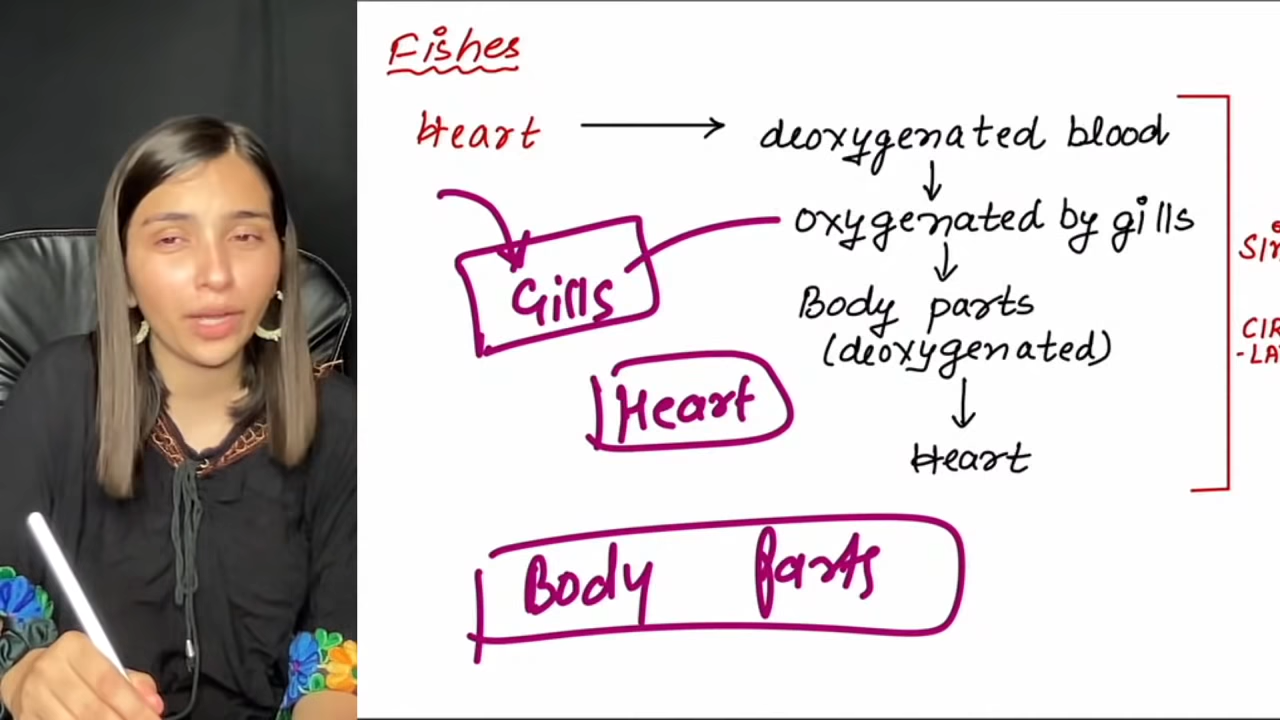 Fishes
Heart → deoxygenated blood
↓
oxygenated by gills
↓
Gills
Body parts
(deoxygenated)
↓
Heart
Heart
Body Parts